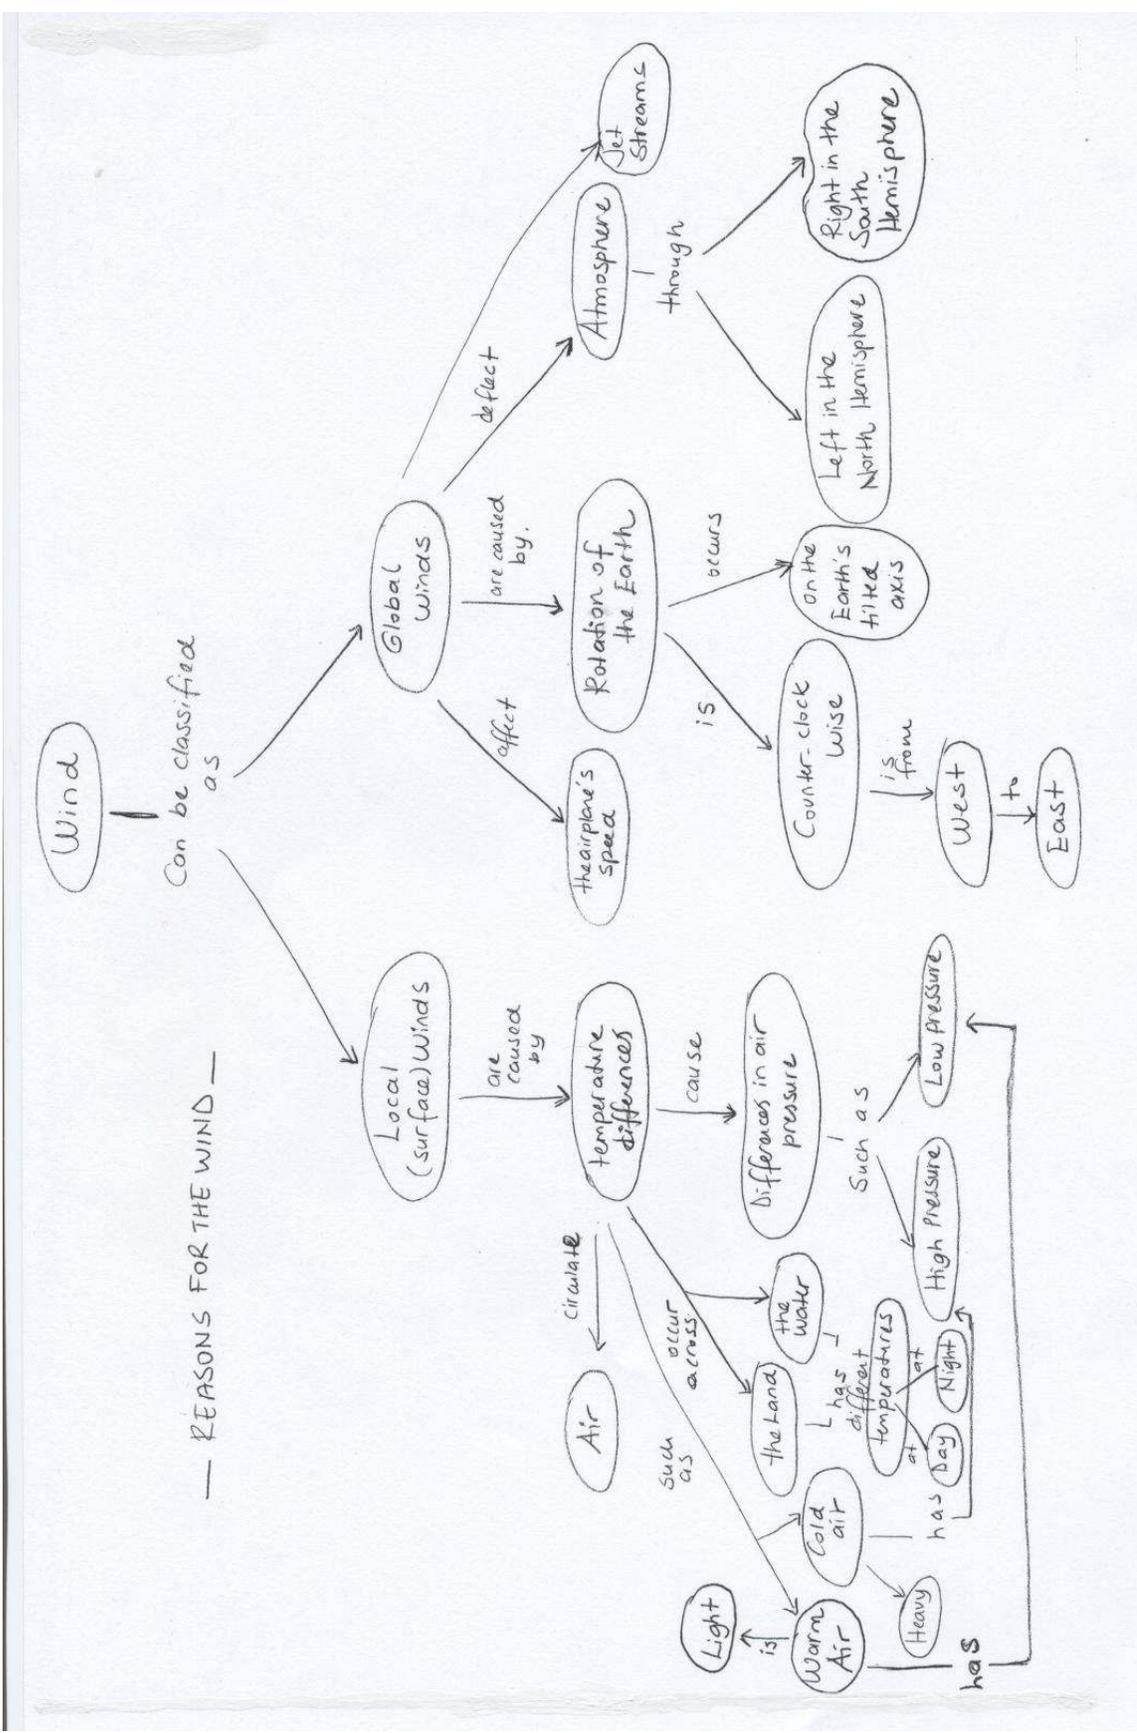 — REASONS FOR THE WIND —
Wind
Can be classified
as
Local
(surface) Winds
are
caused
by
temperature
differences
circulate
Air
such
as
occur
across
cause
Differences in air
pressure
Such as
High Pressure
Low Pressure
the
water
the Land
has
different
temperatures
at
Day
at
Night
Cold
air
has
Heavy
Warm
Air
is
Light
has
Global
Winds
affect
the airplane's
speed
are caused
by.
Rotation of
the Earth
is
Counter-clock
wise
is
from
West
to
East
occurs
on the
Earth's
tilted
axis
deflect
Atmosphere
through
Left in the
North Hemisphere
Right in the
South
Hemisphere
Jet
Streams